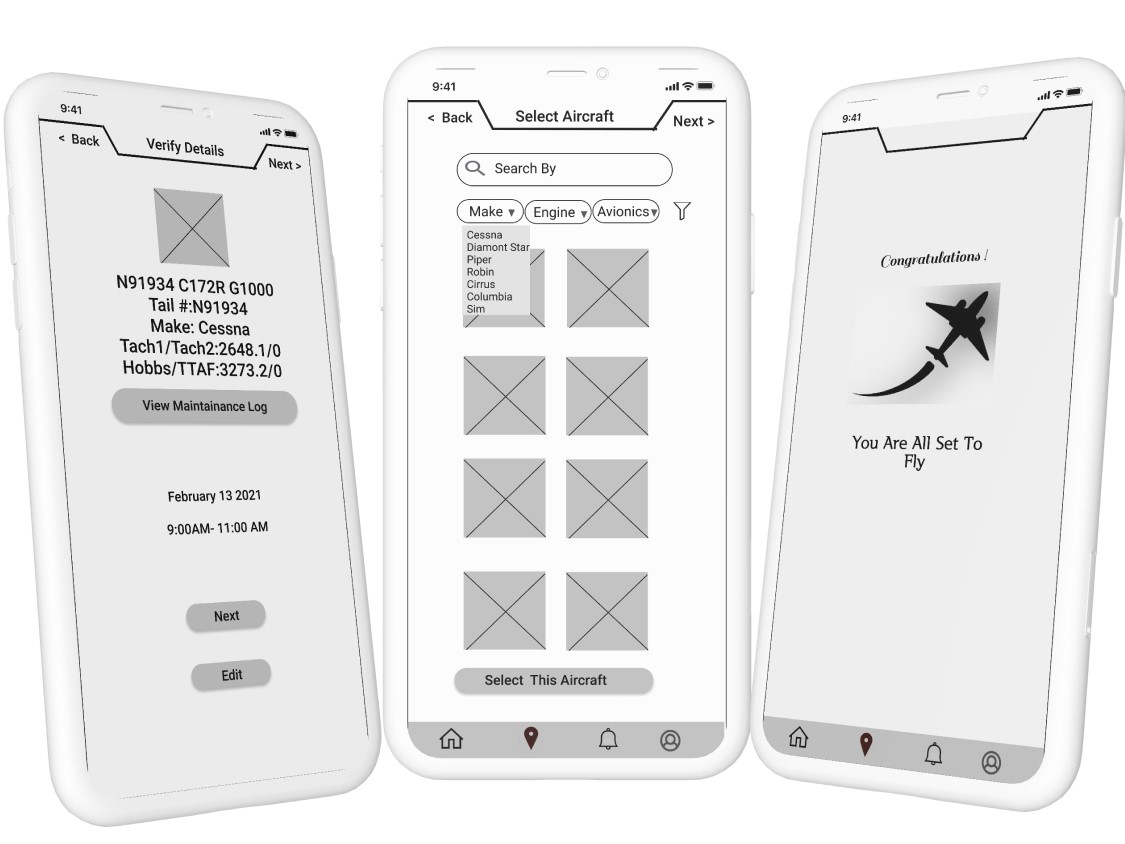 9:41
< Back
Verify Details
Next >
N91934 C172R G1000
Tail #:N91934
Make: Cessna
Tach1/Tach2:2648.1/0
Hobbs/TTAF:3273.2/0
View Maintainance Log
February 13 2021
9:00AM- 11:00 AM
Next
Edit
9:41
< Back
Select Aircraft
Next >
Search By
Make
Engine
Avionics
Cessna
Diamont Star
Piper
Robin
Cirrus
Columbia
Sim
Select This Aircraft
9:41
Congratulations !
You Are All Set To
Fly